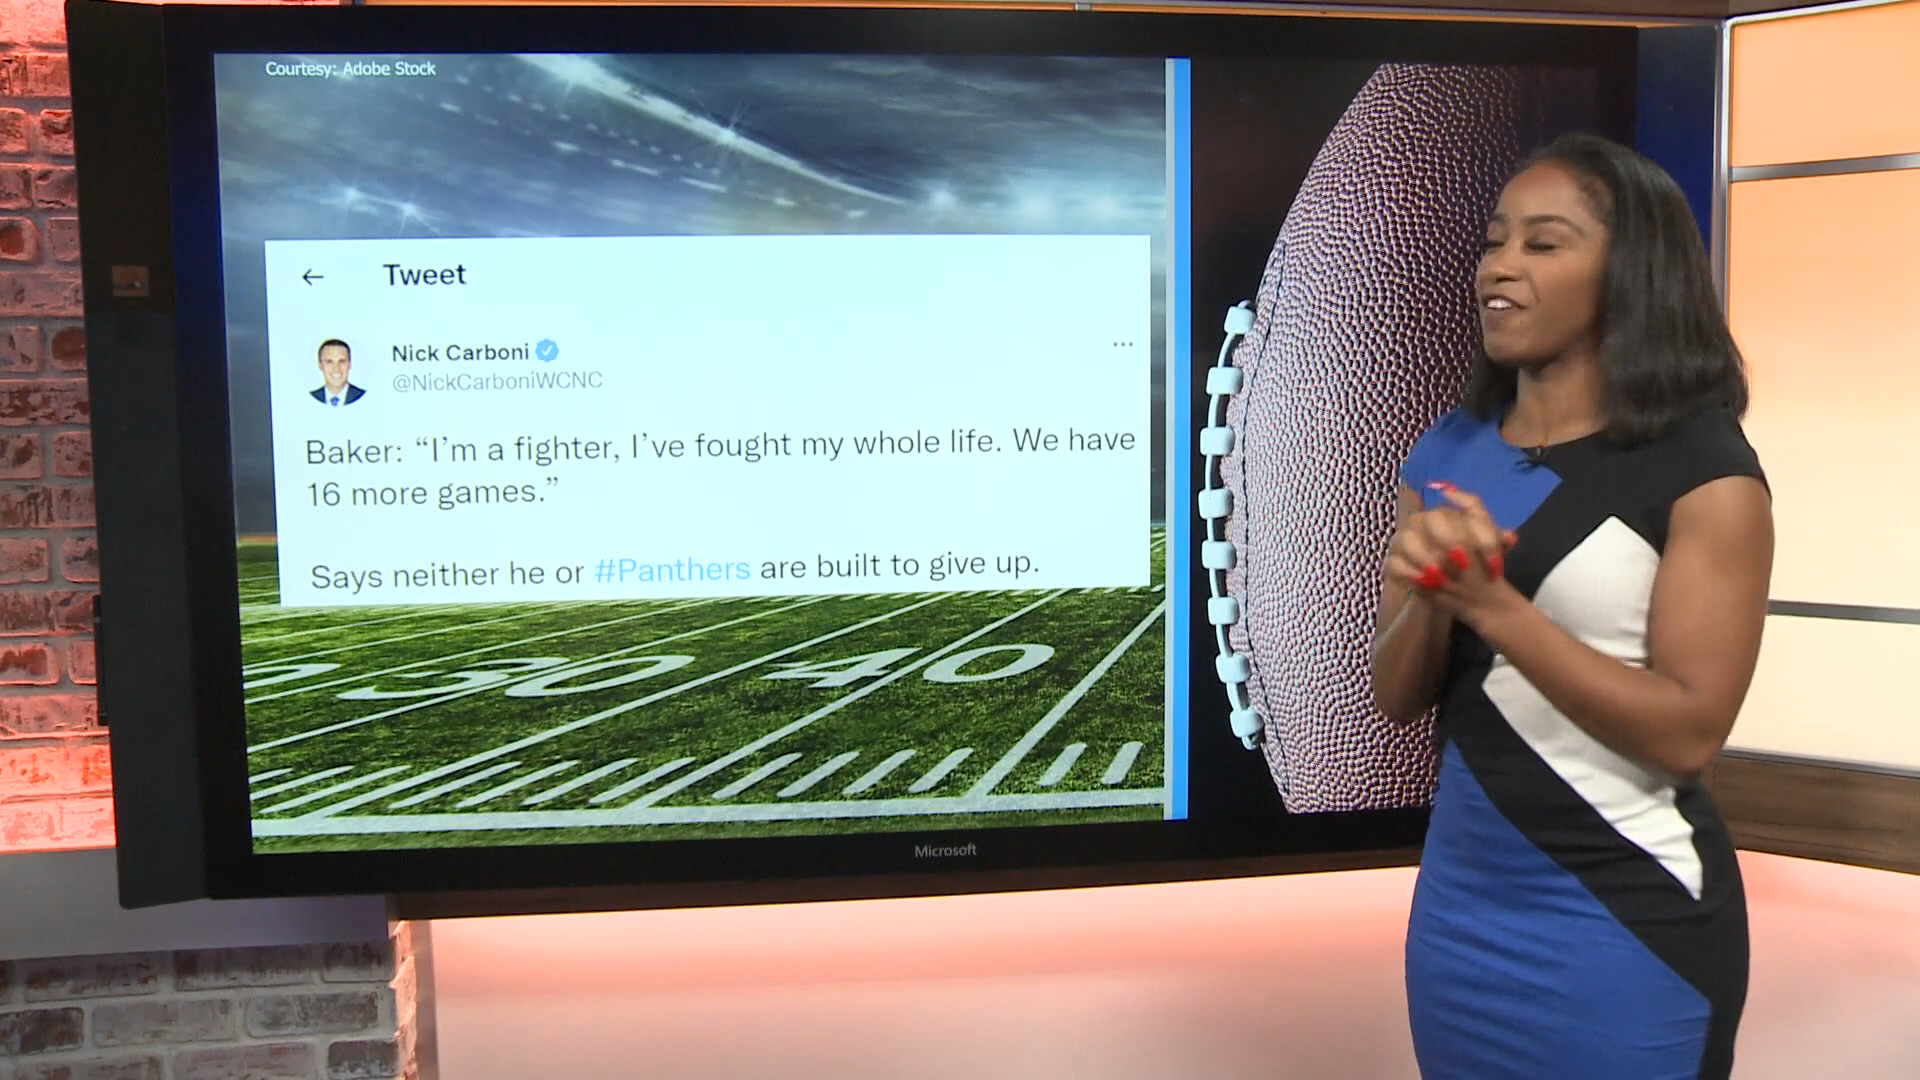 Courtesy: Adobe Stock
Tweet
Nick Carboni
@NickCarboniWCNC
Baker: “I’m a fighter, I’ve fought my whole life. We have
16 more games.”
Says neither he or #Panthers are built to give up.
30 40
Microsoft